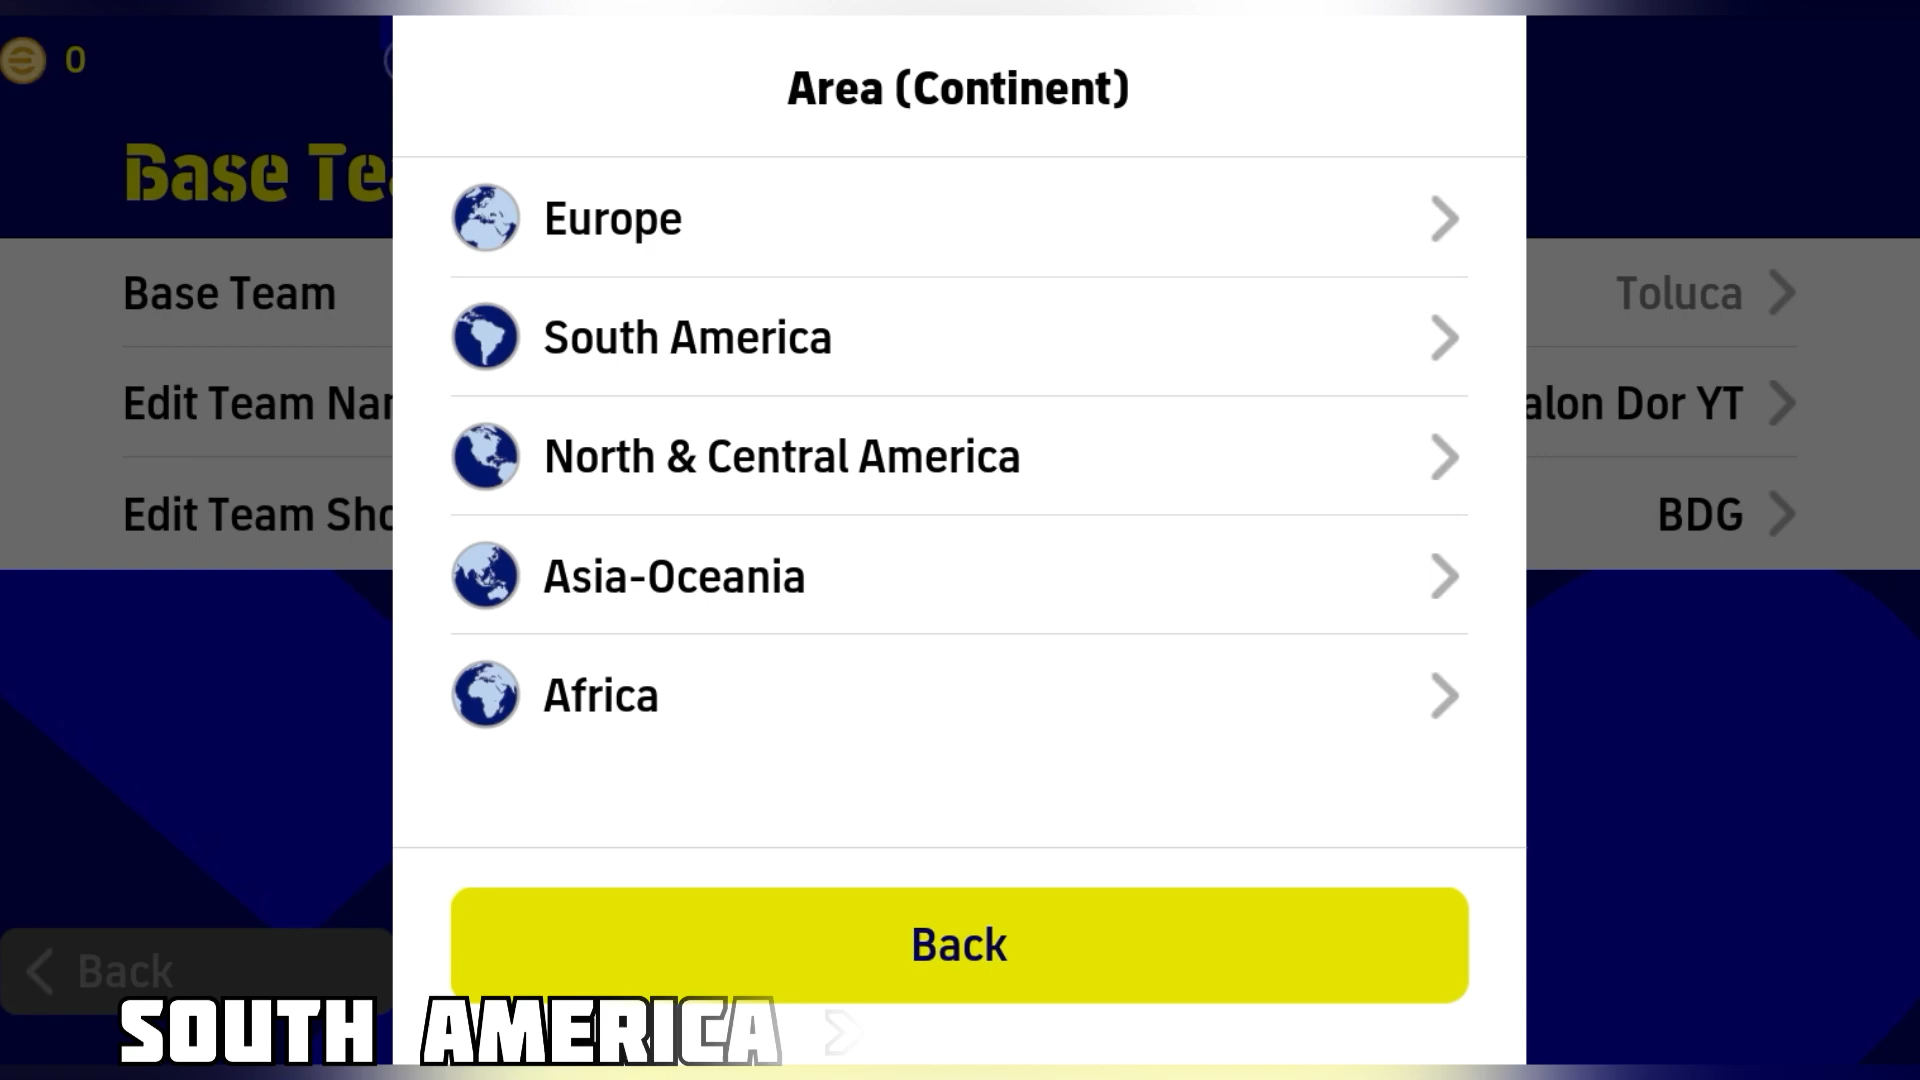 0
Area (Continent)
Base Te
Europe
Base Team
Toluca
South America
Edit Team Nar
alon Dor YT
North & Central America
Edit Team Sho
BDG
Asia-Oceania
Africa
Back
Back
SOUTH AMERICA